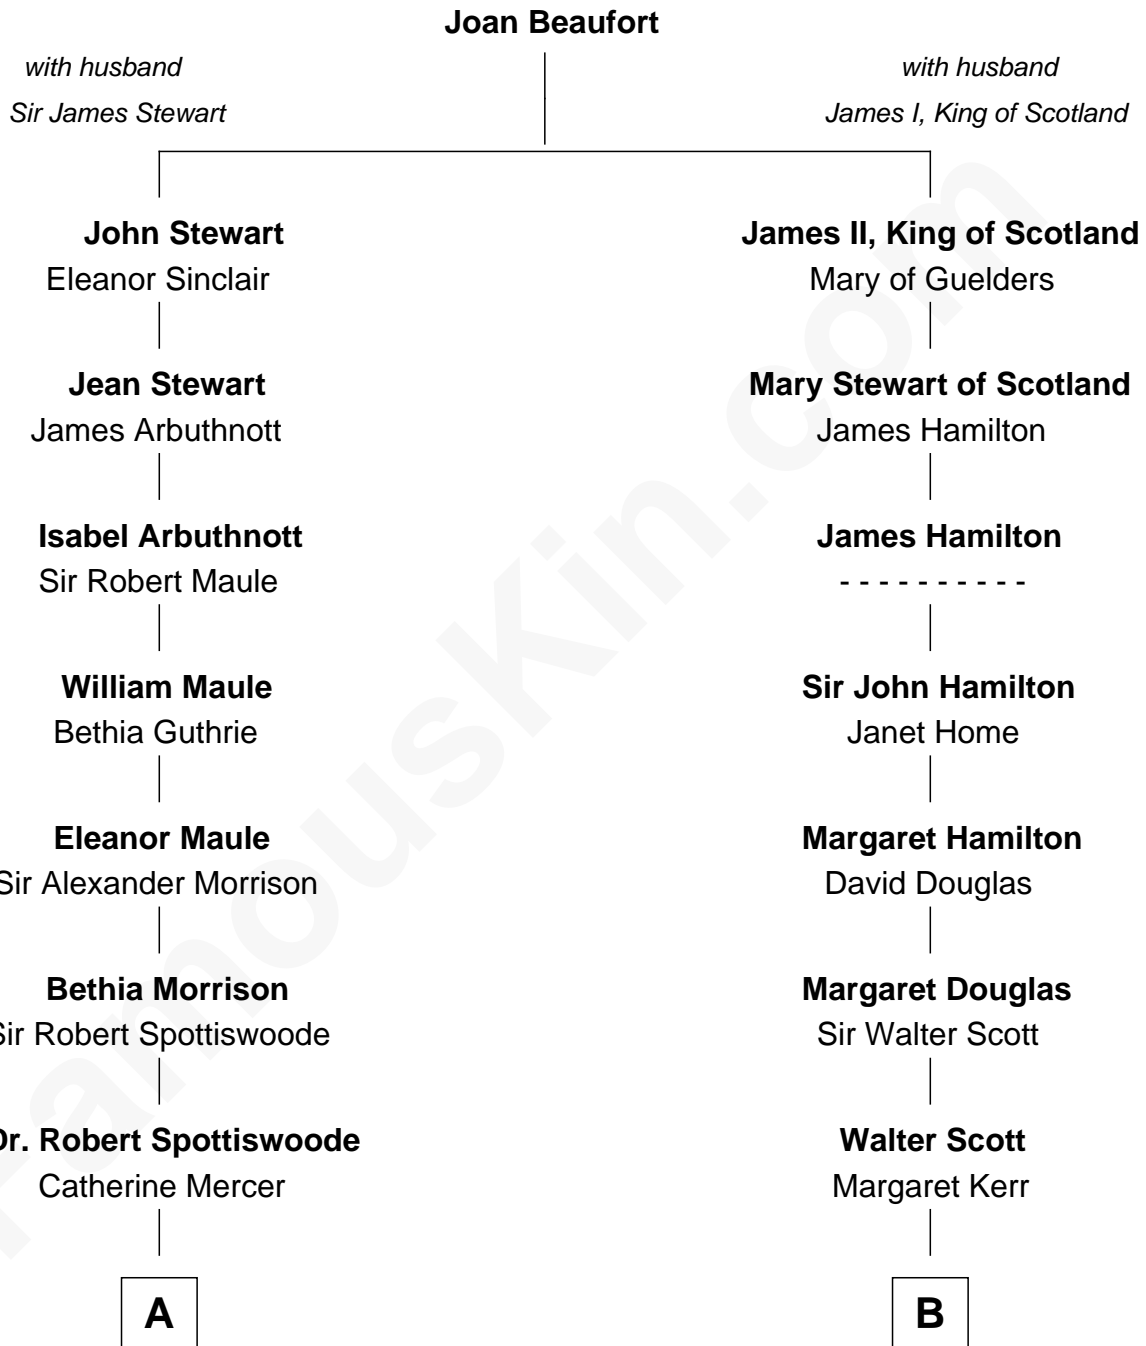 Joan Beaufort
with husband
Sir James Stewart
with husband
James I, King of Scotland
John Stewart
Eleanor Sinclair
James II, King of Scotland
Mary of Guelders
Jean Stewart
James Arbuthnott
Mary Stewart of Scotland
James Hamilton
Isabel Arbuthnott
Sir Robert Maule
James Hamilton
- - - - - - - - - -
William Maule
Bethia Guthrie
Sir John Hamilton
Janet Home
Eleanor Maule
Sir Alexander Morrison
Margaret Hamilton
David Douglas
Bethia Morrison
Sir Robert Spottiswoode
Margaret Douglas
Sir Walter Scott
Dr. Robert Spottiswoode
Catherine Mercer
Walter Scott
Margaret Kerr
A
B
FamousKin.com